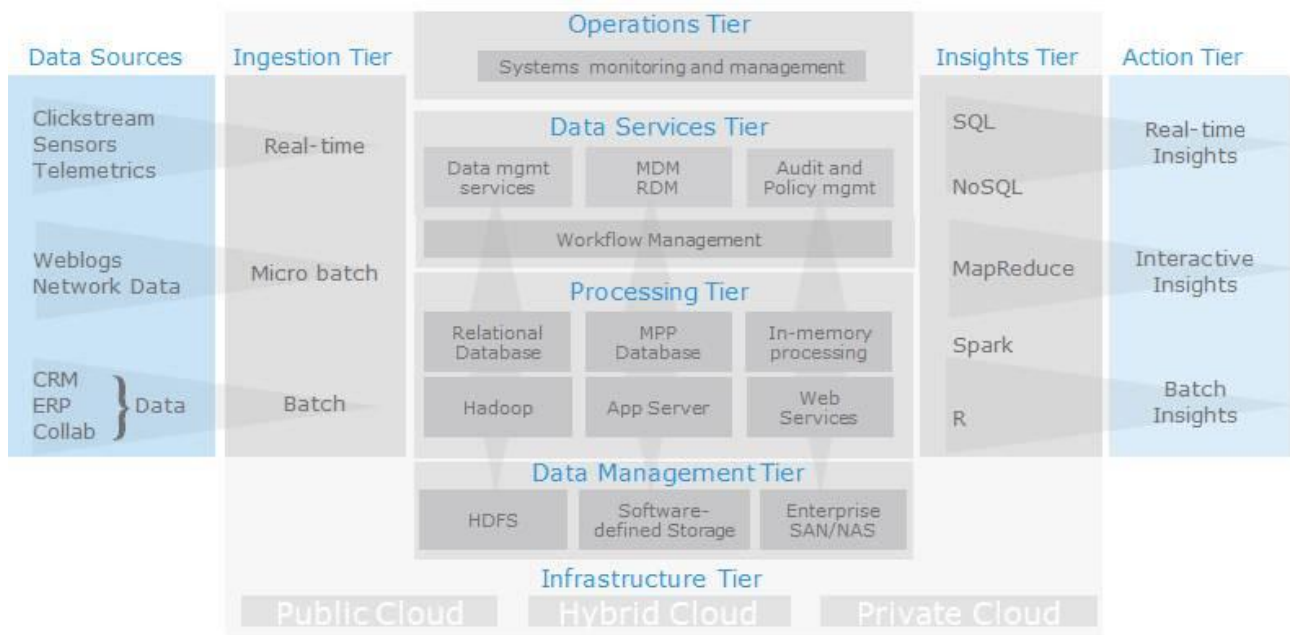 Data Sources
Clickstream
Sensors
Telemetrics
Weblogs
Network Data
CRM
ERP
Collab
} Data
Ingestion Tier
Real-time
Micro batch
Batch
Operations Tier
Systems monitoring and management
Data Services Tier
Data mgmt
services
MDM
RDM
Audit and
Policy mgmt
Workflow Management
Processing Tier
Relational
Database
MPP
Database
In-memory
processing
Hadoop
App Server
Web
Services
Data Management Tier
HDFS
Software-
defined Storage
Enterprise
SAN/NAS
Infrastructure Tier
Public Cloud
Hybrid Cloud
Private Cloud
Insights Tier
SQL
NoSQL
MapReduce
Spark
R
Action Tier
Real-time
Insights
Interactive
Insights
Batch
Insights